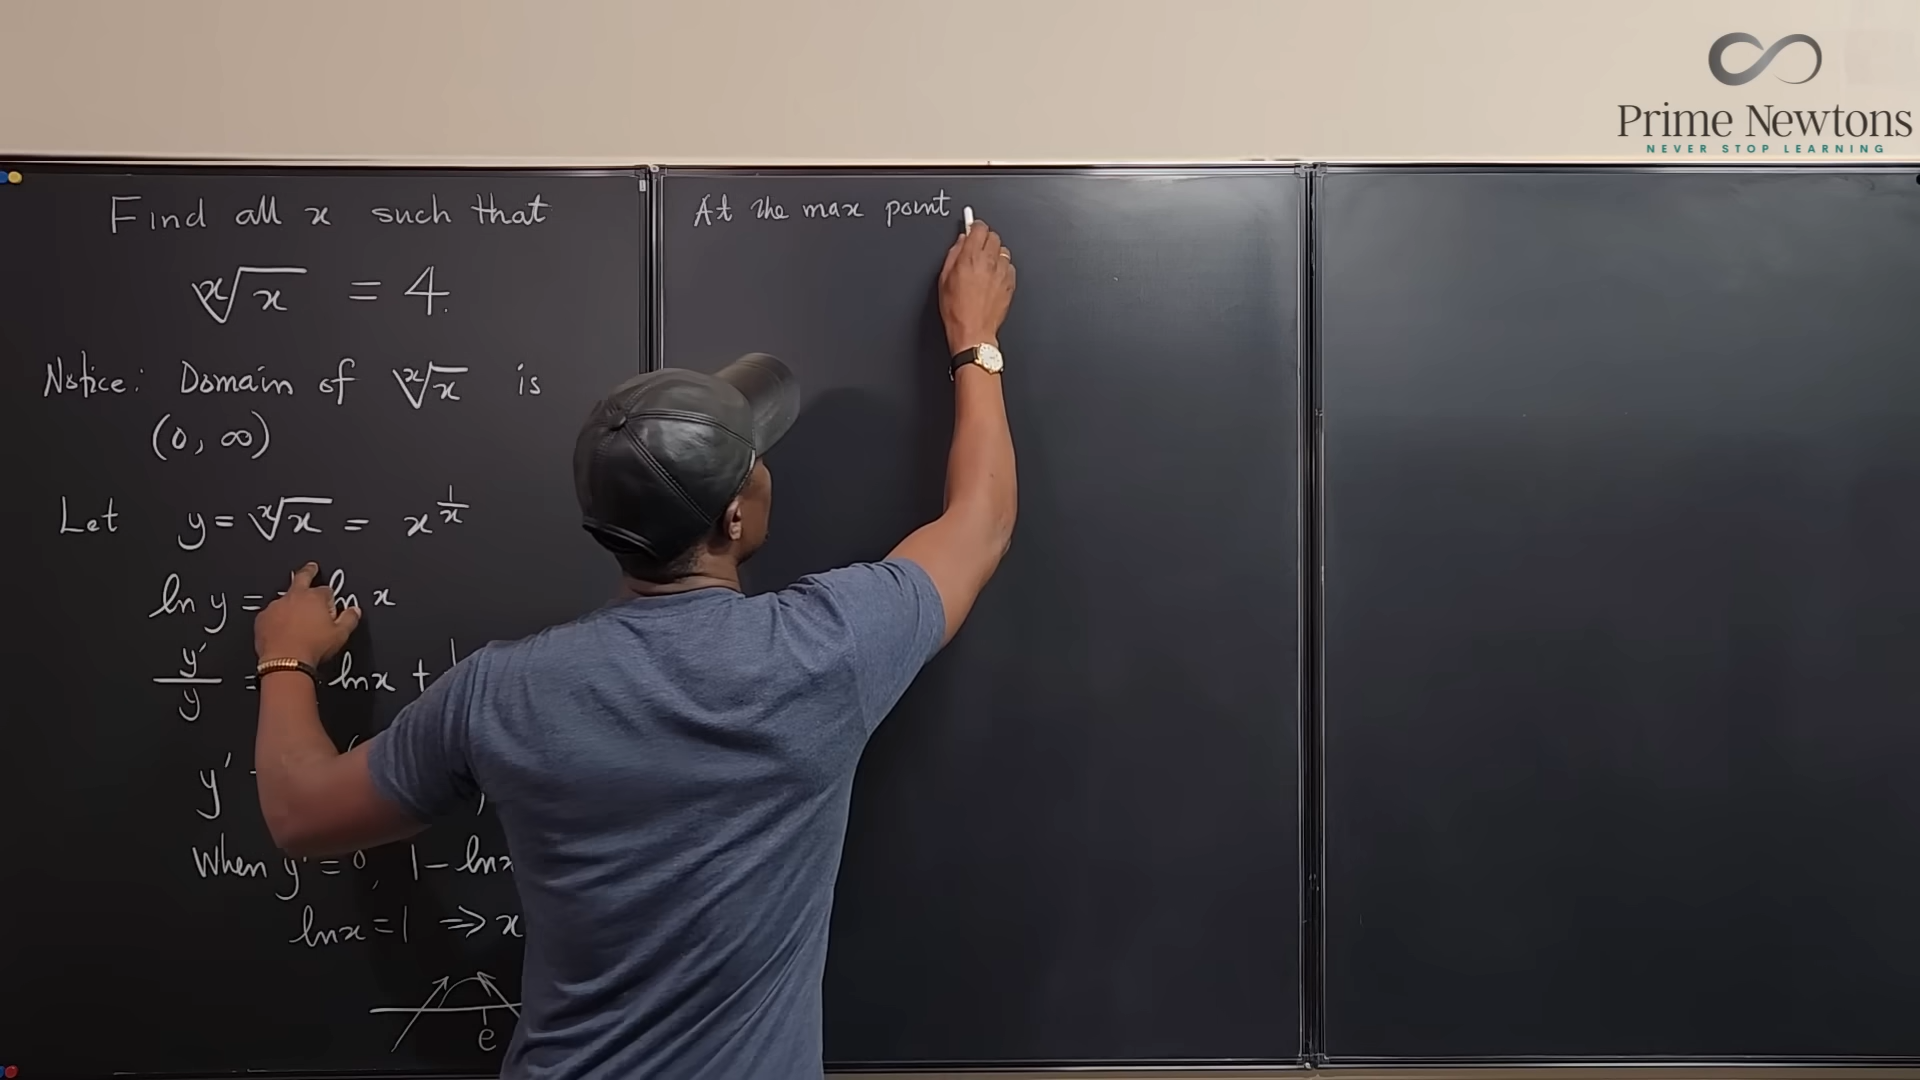 Prime Newtons
NEVER STOP LEARNING
Find all x such that
ˣ√x = 4.
Notice: Domain of ˣ√x is
(0, ∞)
Let y = ˣ√x = x^(1/x)
ln y = ln x
y′/y = ln x +
y′
When y′ = 0, 1 - ln x
ln x = 1 ⇒ x
e
At the max point